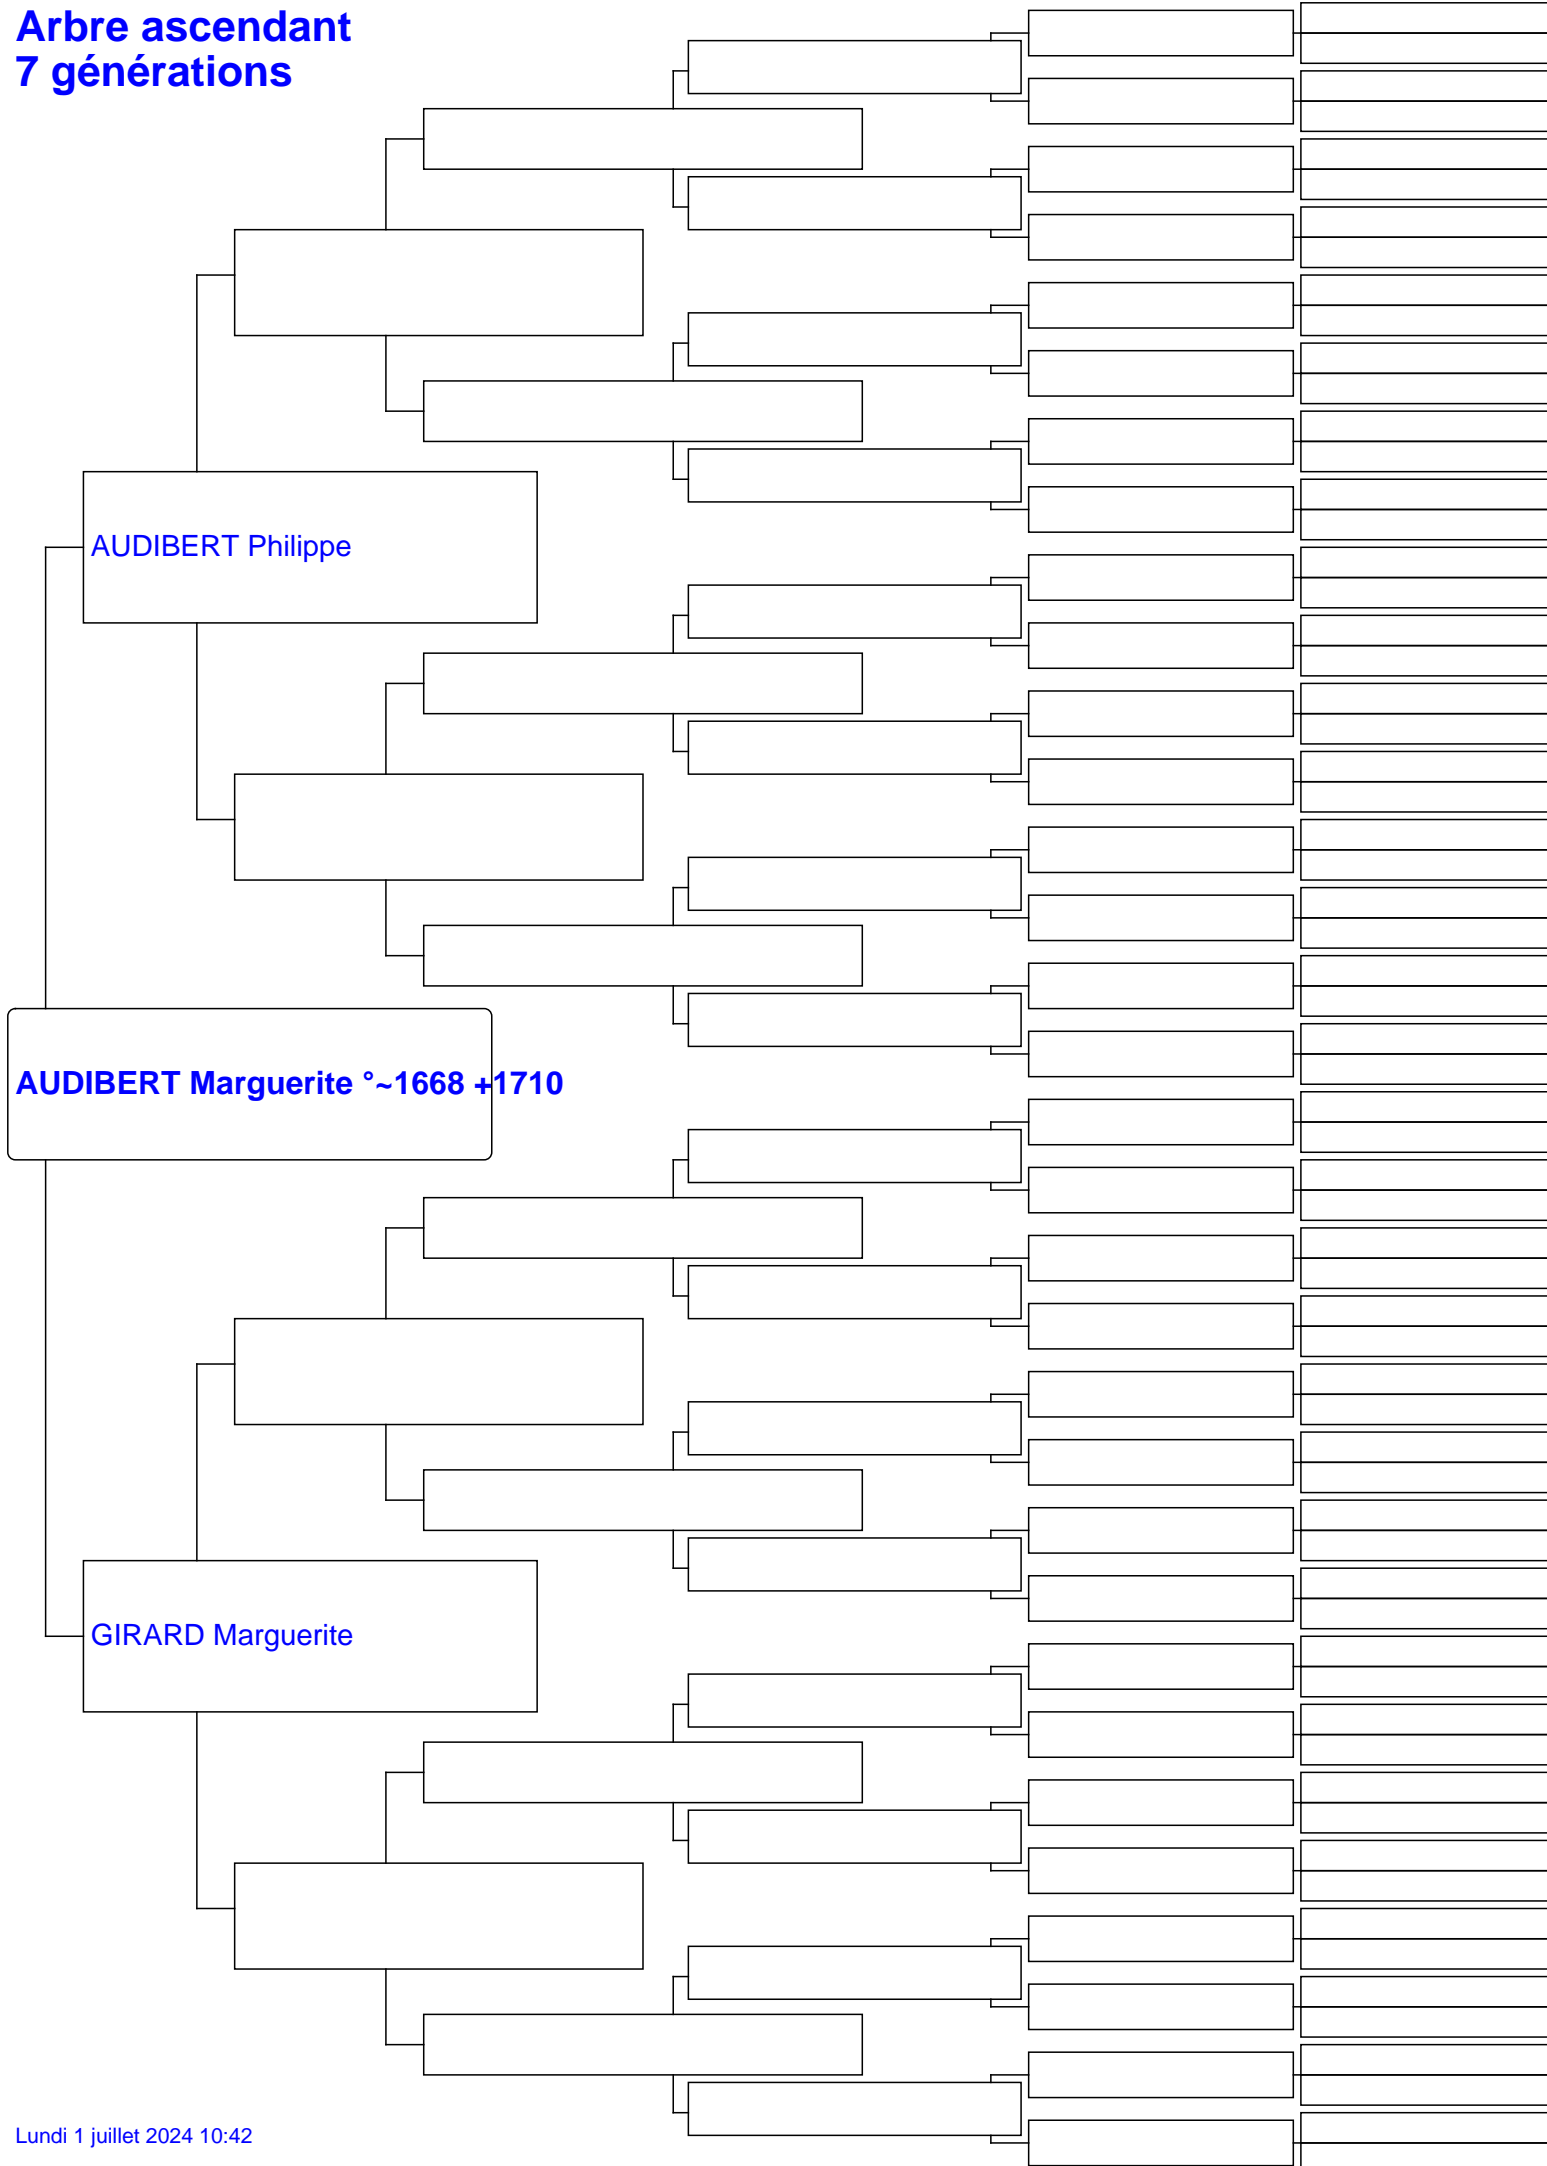 Arbre ascendant
7 générations
AUDIBERT Philippe
AUDIBERT Marguerite °~1668 +1710
GIRARD Marguerite
Lundi 1 juillet 2024 10:42